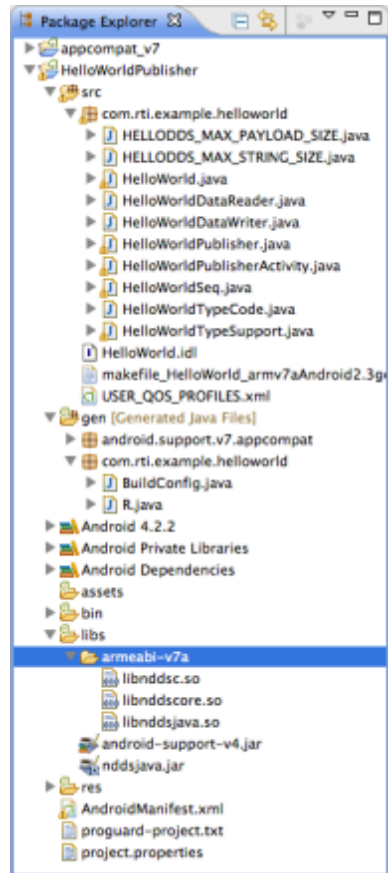 Package Explorer
appcompat_v7
HelloWorldPublisher
src
com.rti.example.helloworld
HELLODDS_MAX_PAYLOAD_SIZE.java
HELLODDS_MAX_STRING_SIZE.java
HelloWorld.java
HelloWorldDataReader.java
HelloWorldDataWriter.java
HelloWorldPublisher.java
HelloWorldPublisherActivity.java
HelloWorldSeq.java
HelloWorldTypeCode.java
HelloWorldTypeSupport.java
HelloWorld.idl
makefile_HelloWorld_armv7aAndroid2.3g
USER_QOS_PROFILES.xml
gen [Generated Java Files]
android.support.v7.appcompat
com.rti.example.helloworld
BuildConfig.java
R.java
Android 4.2.2
Android Private Libraries
Android Dependencies
assets
bin
libs
armeabi-v7a
libnddsc.so
libnddscore.so
libnddsjava.so
android-support-v4.jar
nddsjava.jar
res
AndroidManifest.xml
proguard-project.txt
project.properties